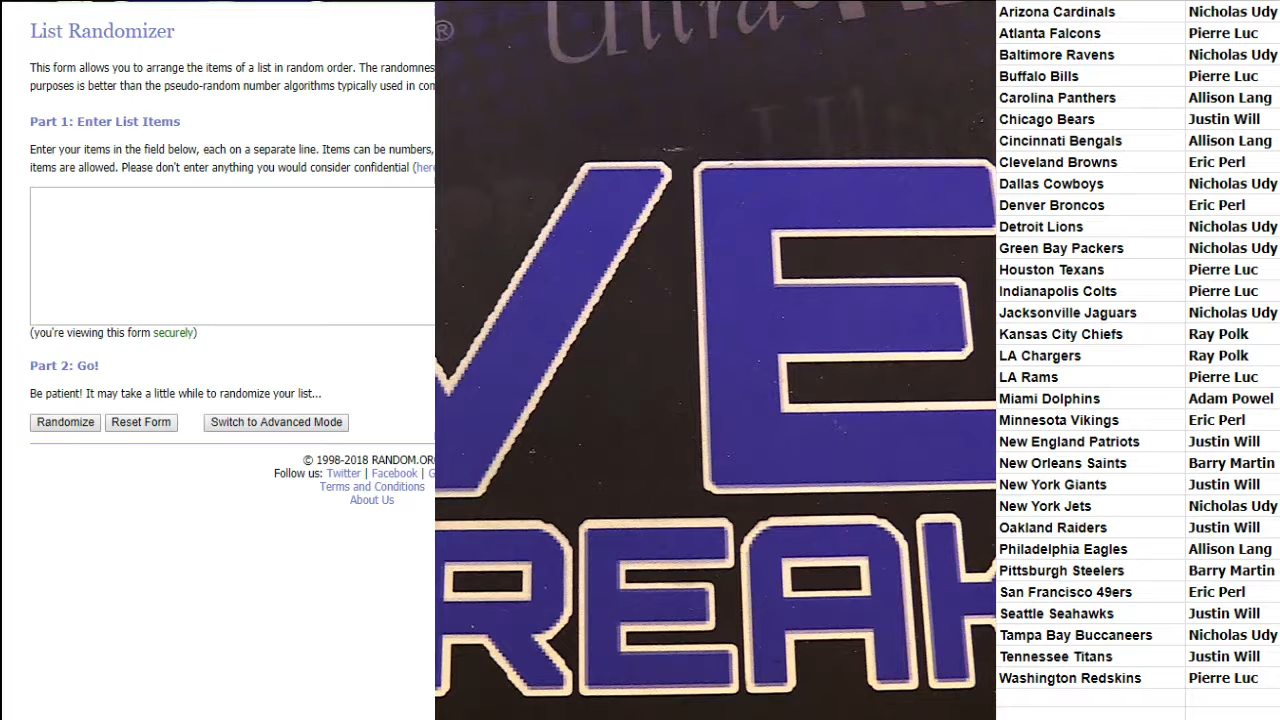 List Randomizer
This form allows you to arrange the items of a list in random order. The randomnes
purposes is better than the pseudo-random number algorithms typically used in com
Part 1: Enter List Items
Enter your items in the field below, each on a separate line. Items can be numbers,
items are allowed. Please don't enter anything you would consider confidential (here
(you're viewing this form securely)
Part 2: Go!
Be patient! It may take a little while to randomize your list...
Randomize Reset Form Switch to Advanced Mode
© 1998-2018 RANDOM.OR
Follow us: Twitter | Facebook | G
Terms and Conditions
About Us
®
Ultra
VE
REAK
Arizona Cardinals Nicholas Udy
Atlanta Falcons Pierre Luc
Baltimore Ravens Nicholas Udy
Buffalo Bills Pierre Luc
Carolina Panthers Allison Lang
Chicago Bears Justin Will
Cincinnati Bengals Allison Lang
Cleveland Browns Eric Perl
Dallas Cowboys Nicholas Udy
Denver Broncos Eric Perl
Detroit Lions Nicholas Udy
Green Bay Packers Nicholas Udy
Houston Texans Pierre Luc
Indianapolis Colts Pierre Luc
Jacksonville Jaguars Nicholas Udy
Kansas City Chiefs Ray Polk
LA Chargers Ray Polk
LA Rams Pierre Luc
Miami Dolphins Adam Powel
Minnesota Vikings Eric Perl
New England Patriots Justin Will
New Orleans Saints Barry Martin
New York Giants Justin Will
New York Jets Nicholas Udy
Oakland Raiders Justin Will
Philadelphia Eagles Allison Lang
Pittsburgh Steelers Barry Martin
San Francisco 49ers Eric Perl
Seattle Seahawks Justin Will
Tampa Bay Buccaneers Nicholas Udy
Tennessee Titans Justin Will
Washington Redskins Pierre Luc